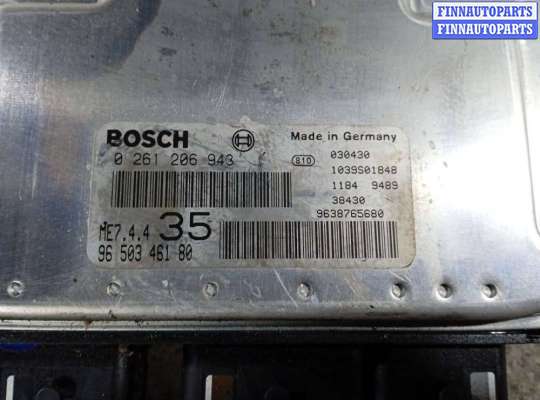 FINNAUTOPARTS
FINNAUTOPARTS
BOSCH
Made in Germany
0 261 206 943
810
030430
1039S01848
1184 9489
38430
9638765680
ME7.4.4 35
96 503 461 80